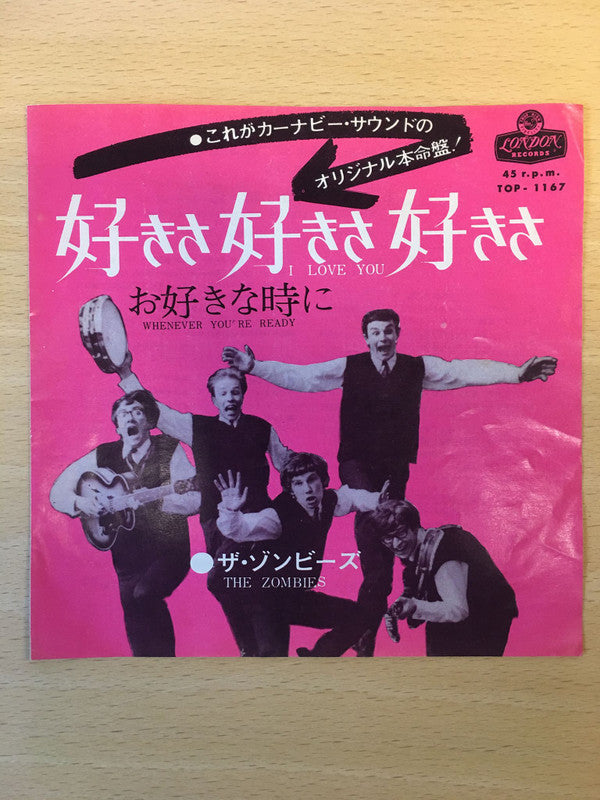 ●これがカーナビー・サウンドの
オリジナル本命盤!
LONDON
RECORDS
45 r.p.m.
TOP-1167
好きさ好きさ好きさ
I LOVE YOU
お好きな時に
WHENEVER YOU'RE READY
●ザ・ゾンビーズ
THE ZOMBIES